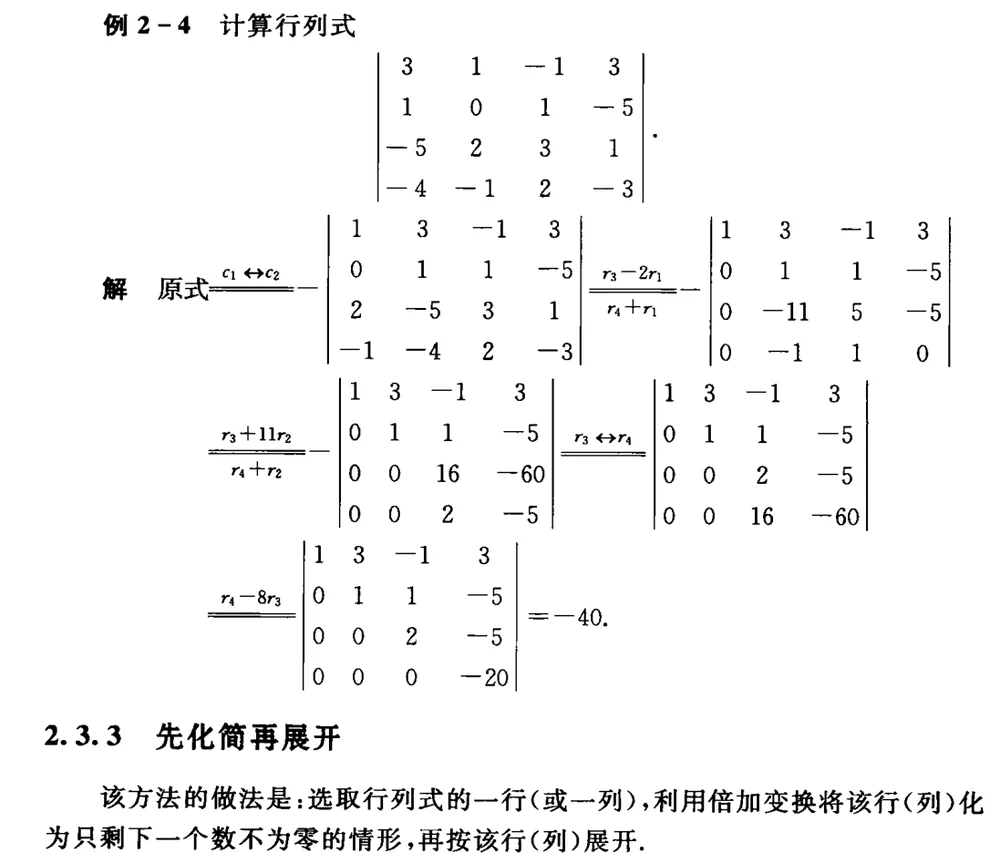 例 2-4 计算行列式
| 3 1 -1 3 |
| 1 0 1 -5 |
| -5 2 3 1 | .
| -4 -1 2 -3 |
解 原式 c₁↔c₂ ═ - | 1 3 -1 3 | r₃-2r₁ ═ r₄+r₁ - | 1 3 -1 3 |
| 0 1 1 -5 | | 0 1 1 -5 |
| 2 -5 3 1 | | 0 -11 5 -5 |
| -1 -4 2 -3 | | 0 -1 1 0 |
r₃+11r₂ ═ r₄+r₂ - | 1 3 -1 3 | r₃↔r₄ ═ | 1 3 -1 3 |
| 0 1 1 -5 | | 0 1 1 -5 |
| 0 0 16 -60 | | 0 0 2 -5 |
| 0 0 2 -5 | | 0 0 16 -60 |
r₄-8r₃ ═ | 1 3 -1 3 |
| 0 1 1 -5 | =-40.
| 0 0 2 -5 |
| 0 0 0 -20 |
2.3.3 先化简再展开
该方法的做法是:选取行列式的一行(或一列),利用倍加变换将该行(列)化
为只剩下一个数不为零的情形,再按该行(列)展开.